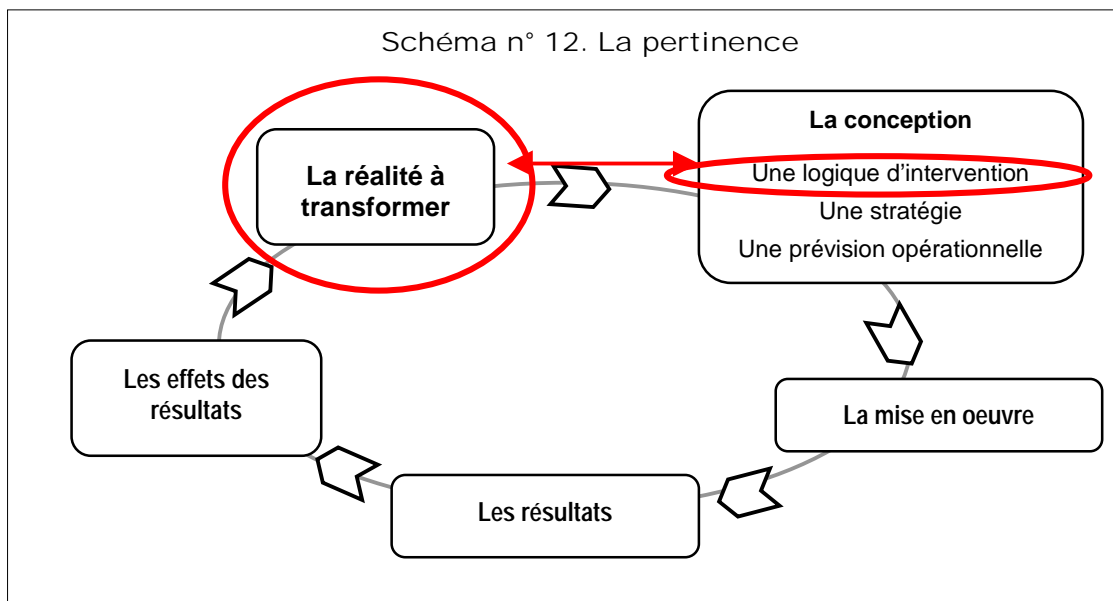 Schéma n° 12. La pertinence
La réalité à
transformer
La conception
Une logique d'intervention
Une stratégie
Une prévision opérationnelle
La mise en oeuvre
Les résultats
Les effets des
résultats